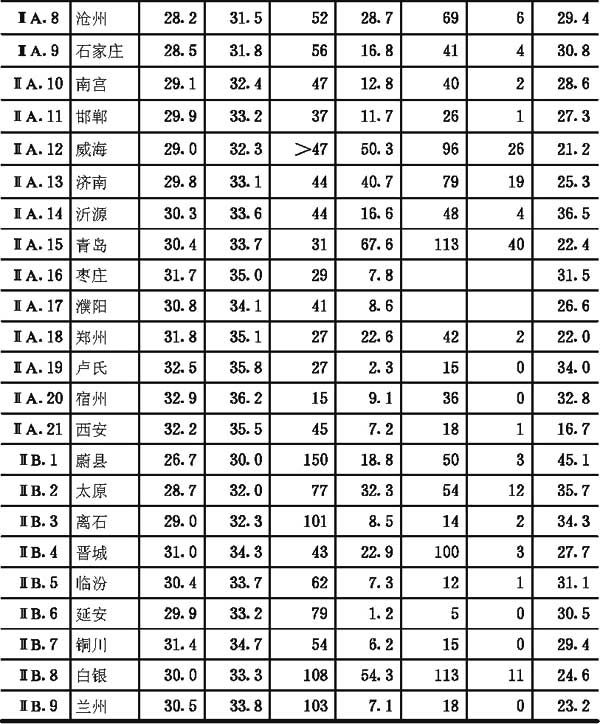 ⅡA.8 沧州 28.2 31.5 52 28.7 69 6 29.4
ⅡA.9 石家庄 28.5 31.8 56 16.8 41 4 30.8
ⅡA.10 南宫 29.1 32.4 47 12.8 40 2 28.6
ⅡA.11 邯郸 29.9 33.2 37 11.7 26 1 27.3
ⅡA.12 威海 29.0 32.3 >47 50.3 96 26 21.2
ⅡA.13 济南 29.8 33.1 44 40.7 79 19 25.3
ⅡA.14 沂源 30.3 33.6 44 16.6 48 4 36.5
ⅡA.15 青岛 30.4 33.7 31 67.6 113 40 22.4
ⅡA.16 枣庄 31.7 35.0 29 7.8 31.5
ⅡA.17 濮阳 30.8 34.1 41 8.6 26.6
ⅡA.18 郑州 31.8 35.1 27 22.6 42 2 22.0
ⅡA.19 卢氏 32.5 35.8 27 2.3 15 0 34.0
ⅡA.20 宿州 32.9 36.2 15 9.1 36 0 32.8
ⅡA.21 西安 32.2 35.5 45 7.2 18 1 16.7
ⅡB.1 蔚县 26.7 30.0 150 18.8 50 3 45.1
ⅡB.2 太原 28.7 32.0 77 32.3 54 12 35.7
ⅡB.3 离石 29.0 32.3 101 8.5 14 2 34.3
ⅡB.4 晋城 31.0 34.3 43 22.9 100 3 27.7
ⅡB.5 临汾 30.4 33.7 62 7.3 12 1 31.1
ⅡB.6 延安 29.9 33.2 79 1.2 5 0 30.5
ⅡB.7 铜川 31.4 34.7 54 6.2 15 0 29.4
ⅡB.8 白银 30.0 33.3 108 54.3 113 11 24.6
ⅡB.9 兰州 30.5 33.8 103 7.1 18 0 23.2